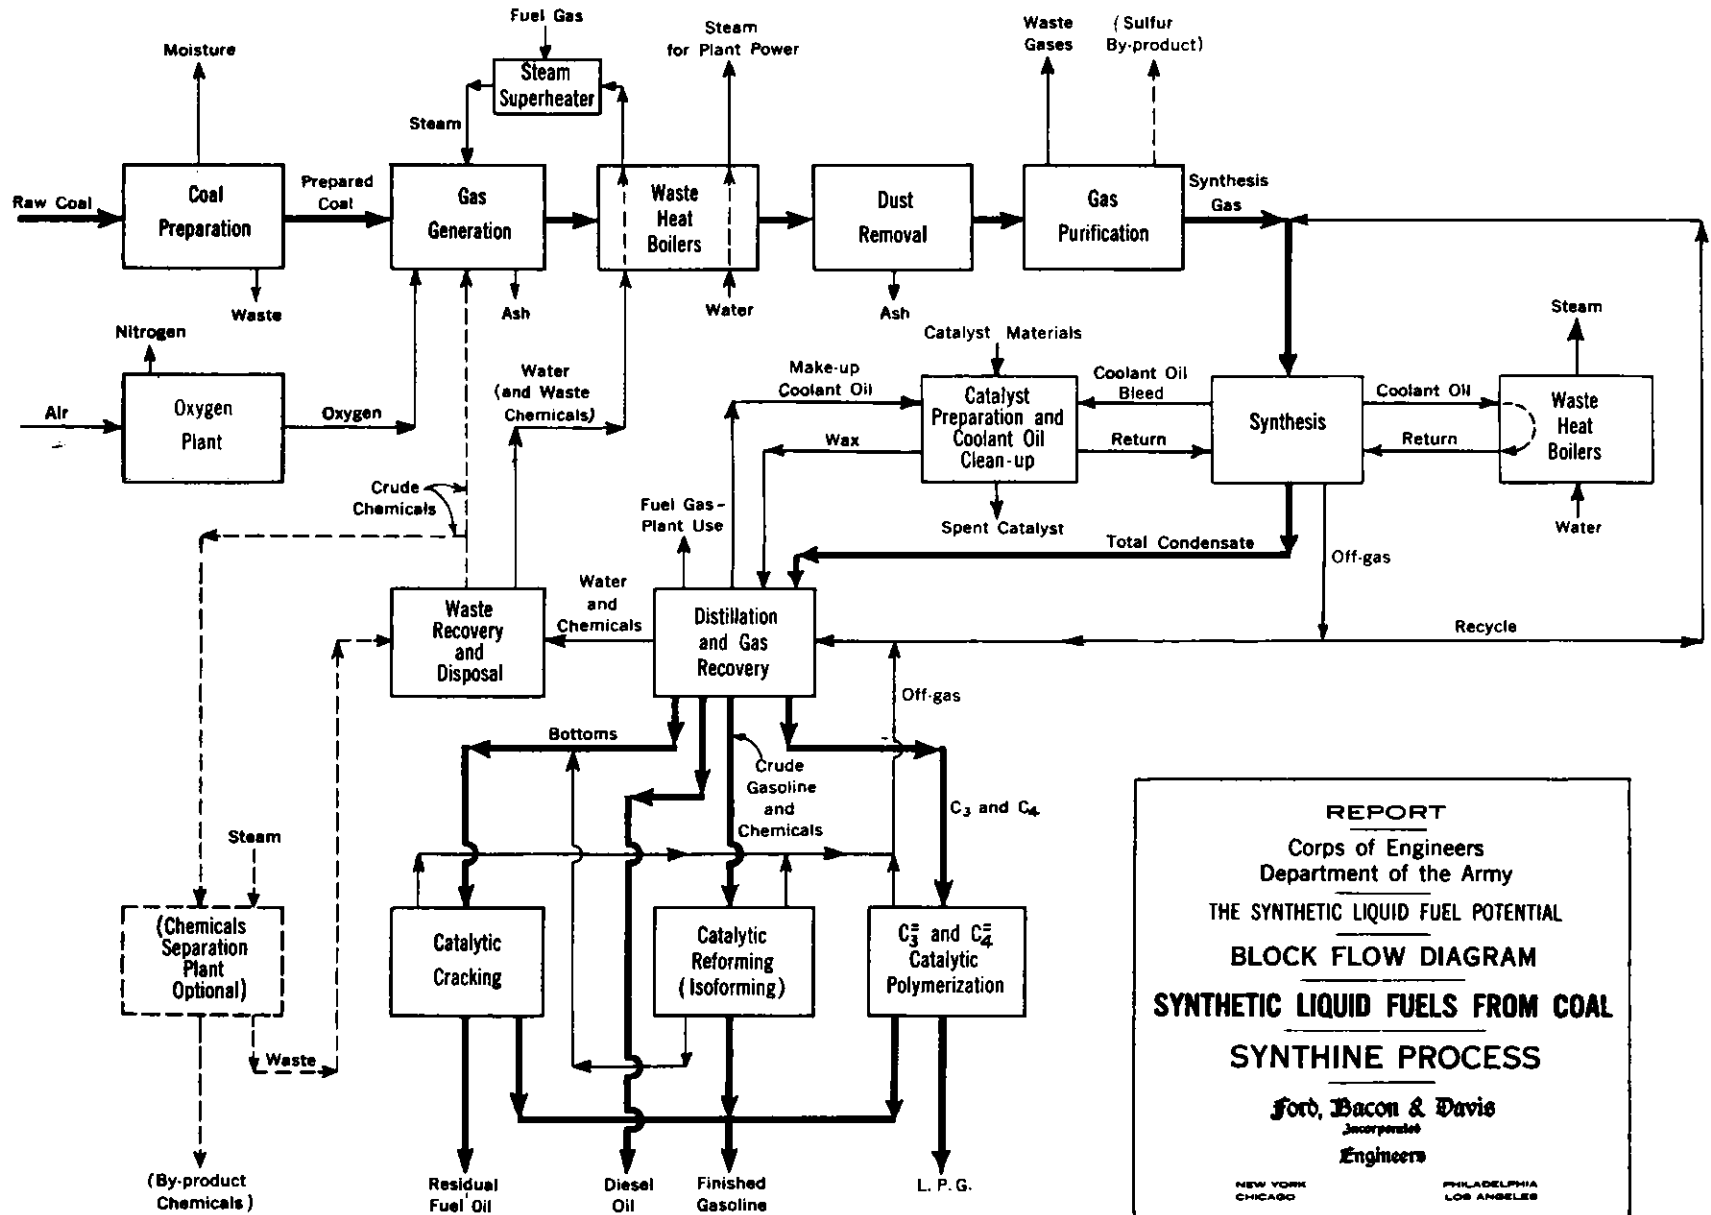 Fuel Gas
Steam
for Plant Power
Waste
Gases
(Sulfur
By-product)
Moisture
Steam
Superheater
Steam
Raw Coal
Coal
Preparation
Prepared
Coal
Gas
Generation
Waste
Heat
Boilers
Dust
Removal
Gas
Purification
Synthesis
Gas
Waste
Ash
Water
Ash
Nitrogen
Air
Oxygen
Plant
Oxygen
Water
(and Waste
Chemicals)
Make-up
Coolant Oil
Catalyst Materials
Catalyst
Preparation and
Coolant Oil
Clean-up
Coolant Oil
Bleed
Return
Synthesis
Coolant Oil
Return
Steam
Waste
Heat
Boilers
Water
Wax
Spent Catalyst
Crude
Chemicals
Fuel Gas-
Plant Use
Total Condensate
Off-gas
Waste
Recovery
and
Disposal
Water
and
Chemicals
Distillation
and Gas
Recovery
Recycle
Off-gas
Bottoms
Crude
Gasoline
and
Chemicals
C3 and C4
Steam
(Chemicals
Separation
Plant
Optional)
Catalytic
Cracking
Catalytic
Reforming
(Isoforming)
C₃⁼ and C₄⁼
Catalytic
Polymerization
Waste
(By-product
Chemicals)
Residual
Fuel Oil
Diesel
Oil
Finished
Gasoline
L. P. G.
REPORT
Corps of Engineers
Department of the Army
THE SYNTHETIC LIQUID FUEL POTENTIAL
BLOCK FLOW DIAGRAM
SYNTHETIC LIQUID FUELS FROM COAL
SYNTHINE PROCESS
Ford, Bacon & Davis
Incorporated
Engineers
NEW YORK PHILADELPHIA
CHICAGO LOS ANGELES